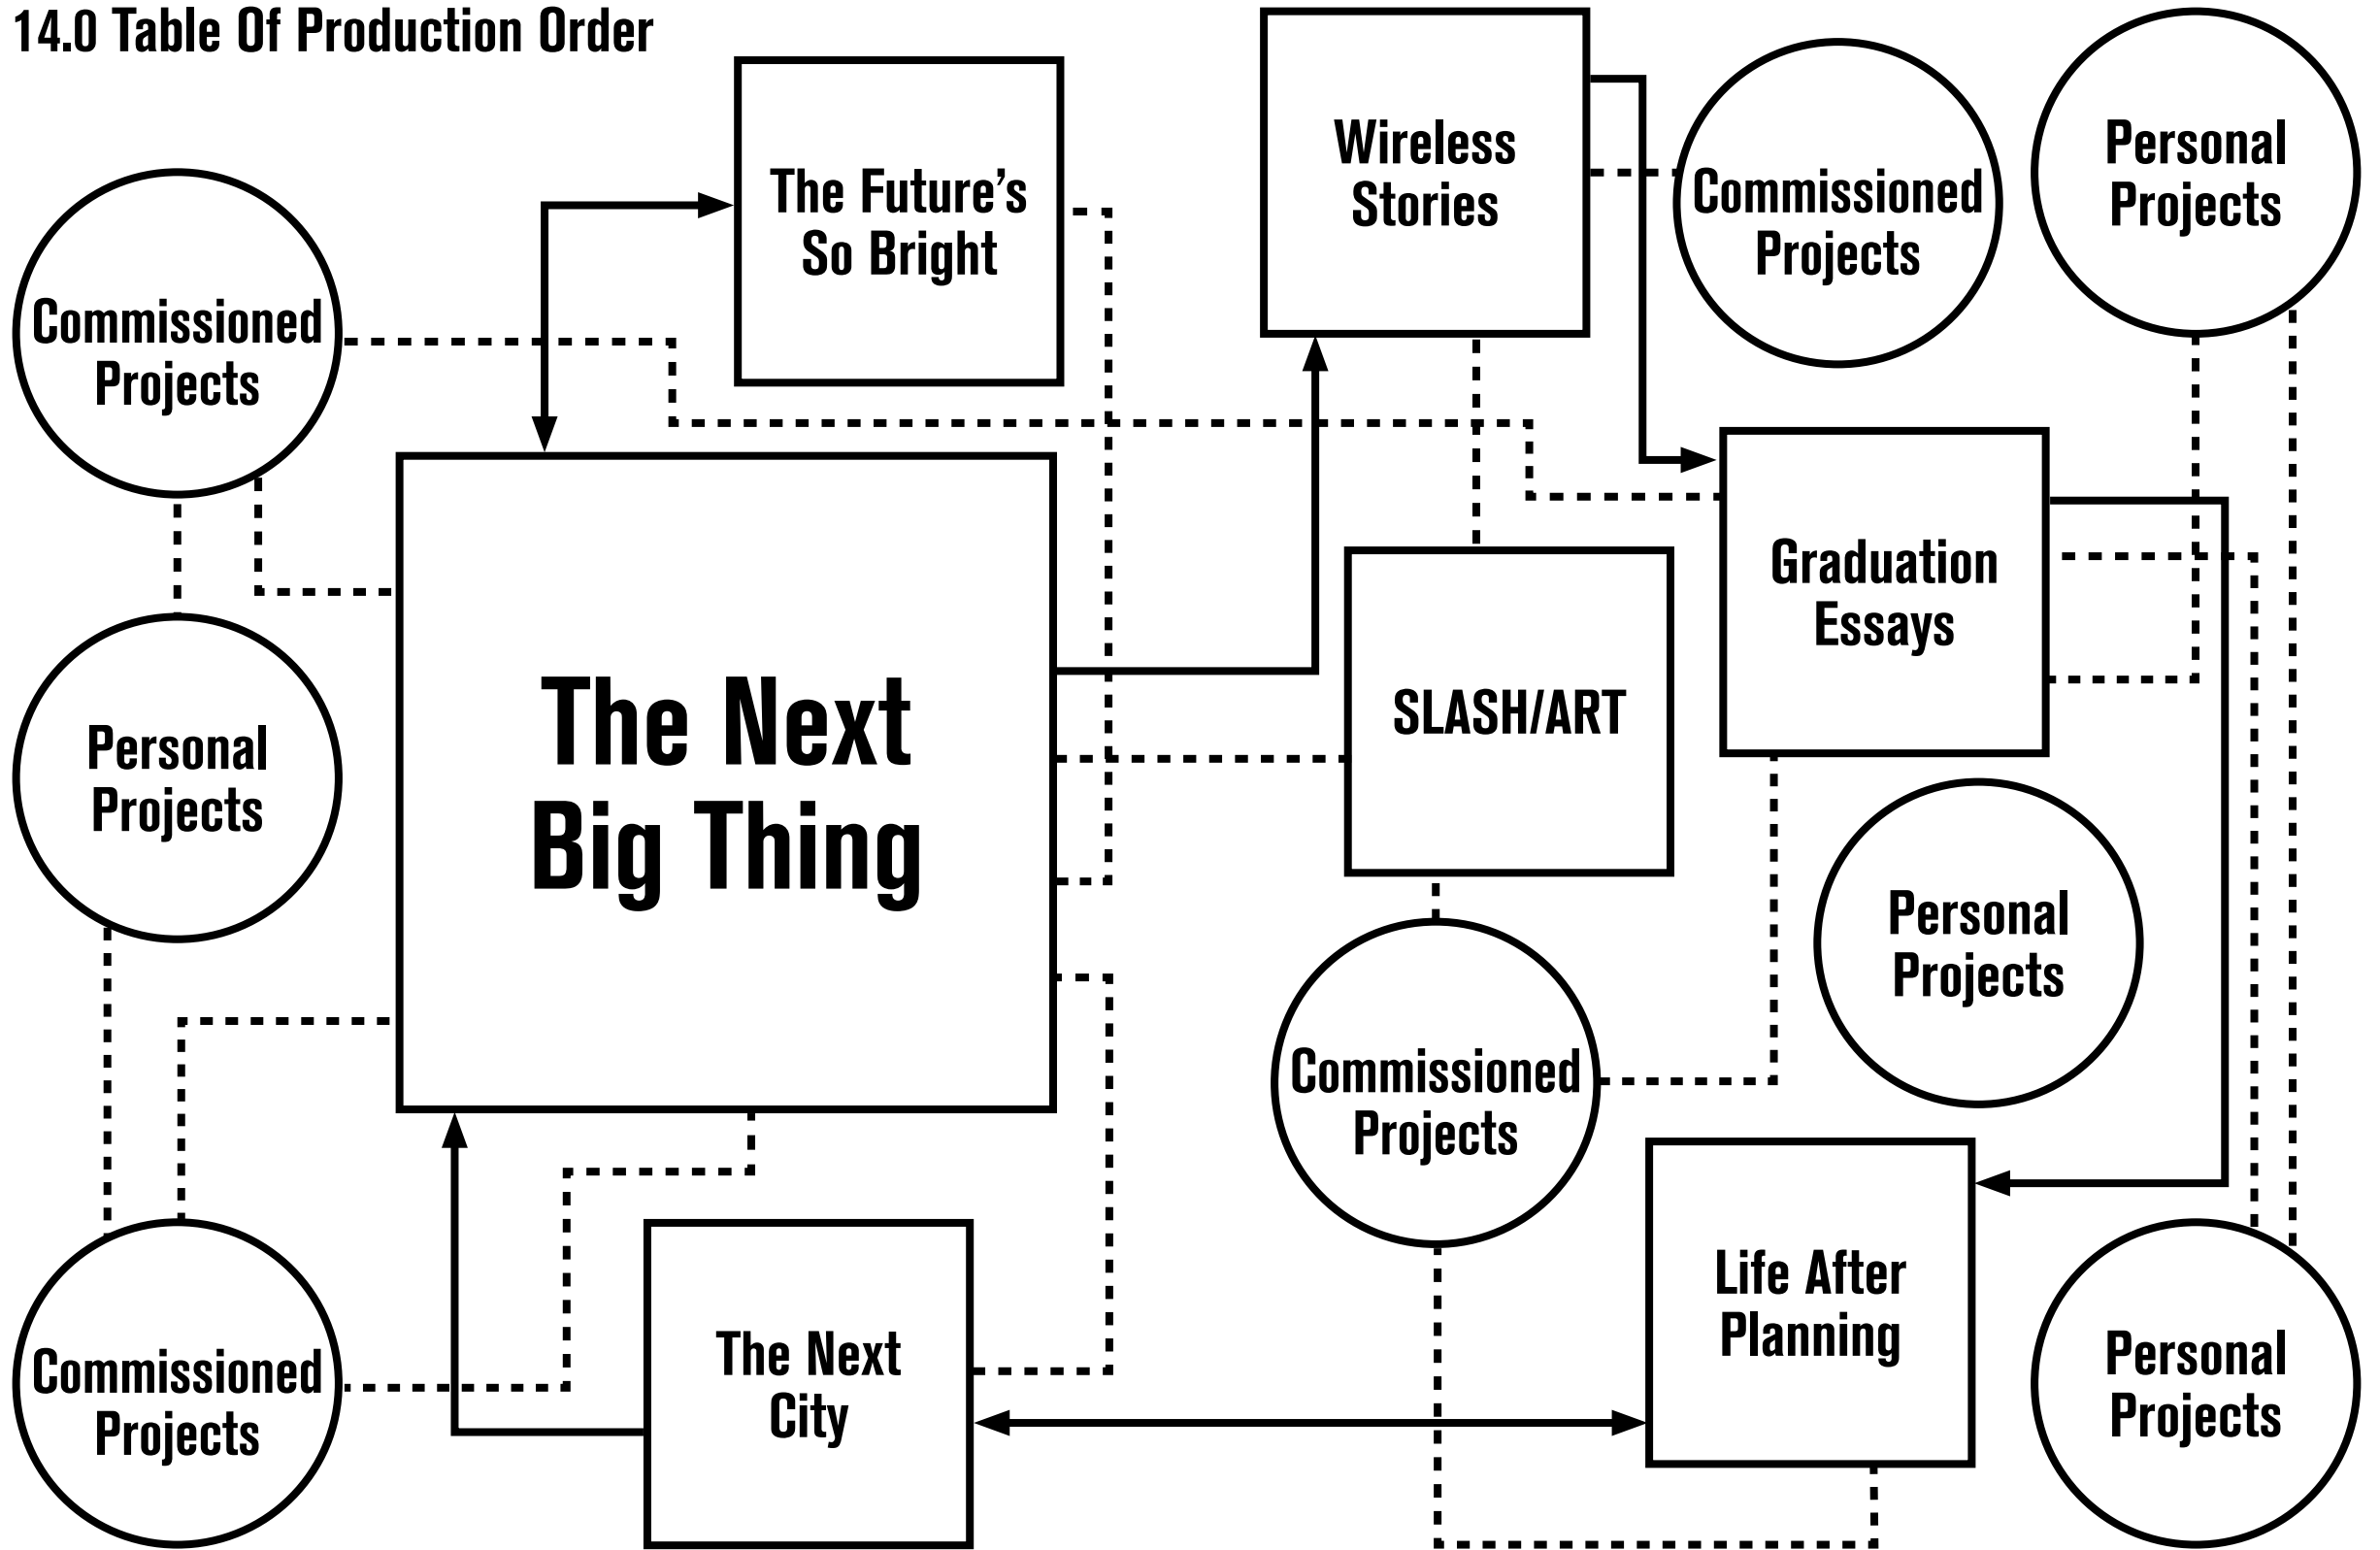 14.0 Table Of Production Order
The Future's
So Bright
Wireless
Stories
Commissioned
Projects
Personal
Projects
Commissioned
Projects
Graduation
Essays
The Next
Big Thing
SLASH/ART
Personal
Projects
Personal
Projects
Commissioned
Projects
Life After
Planning
The Next
City
Commissioned
Projects
Personal
Projects